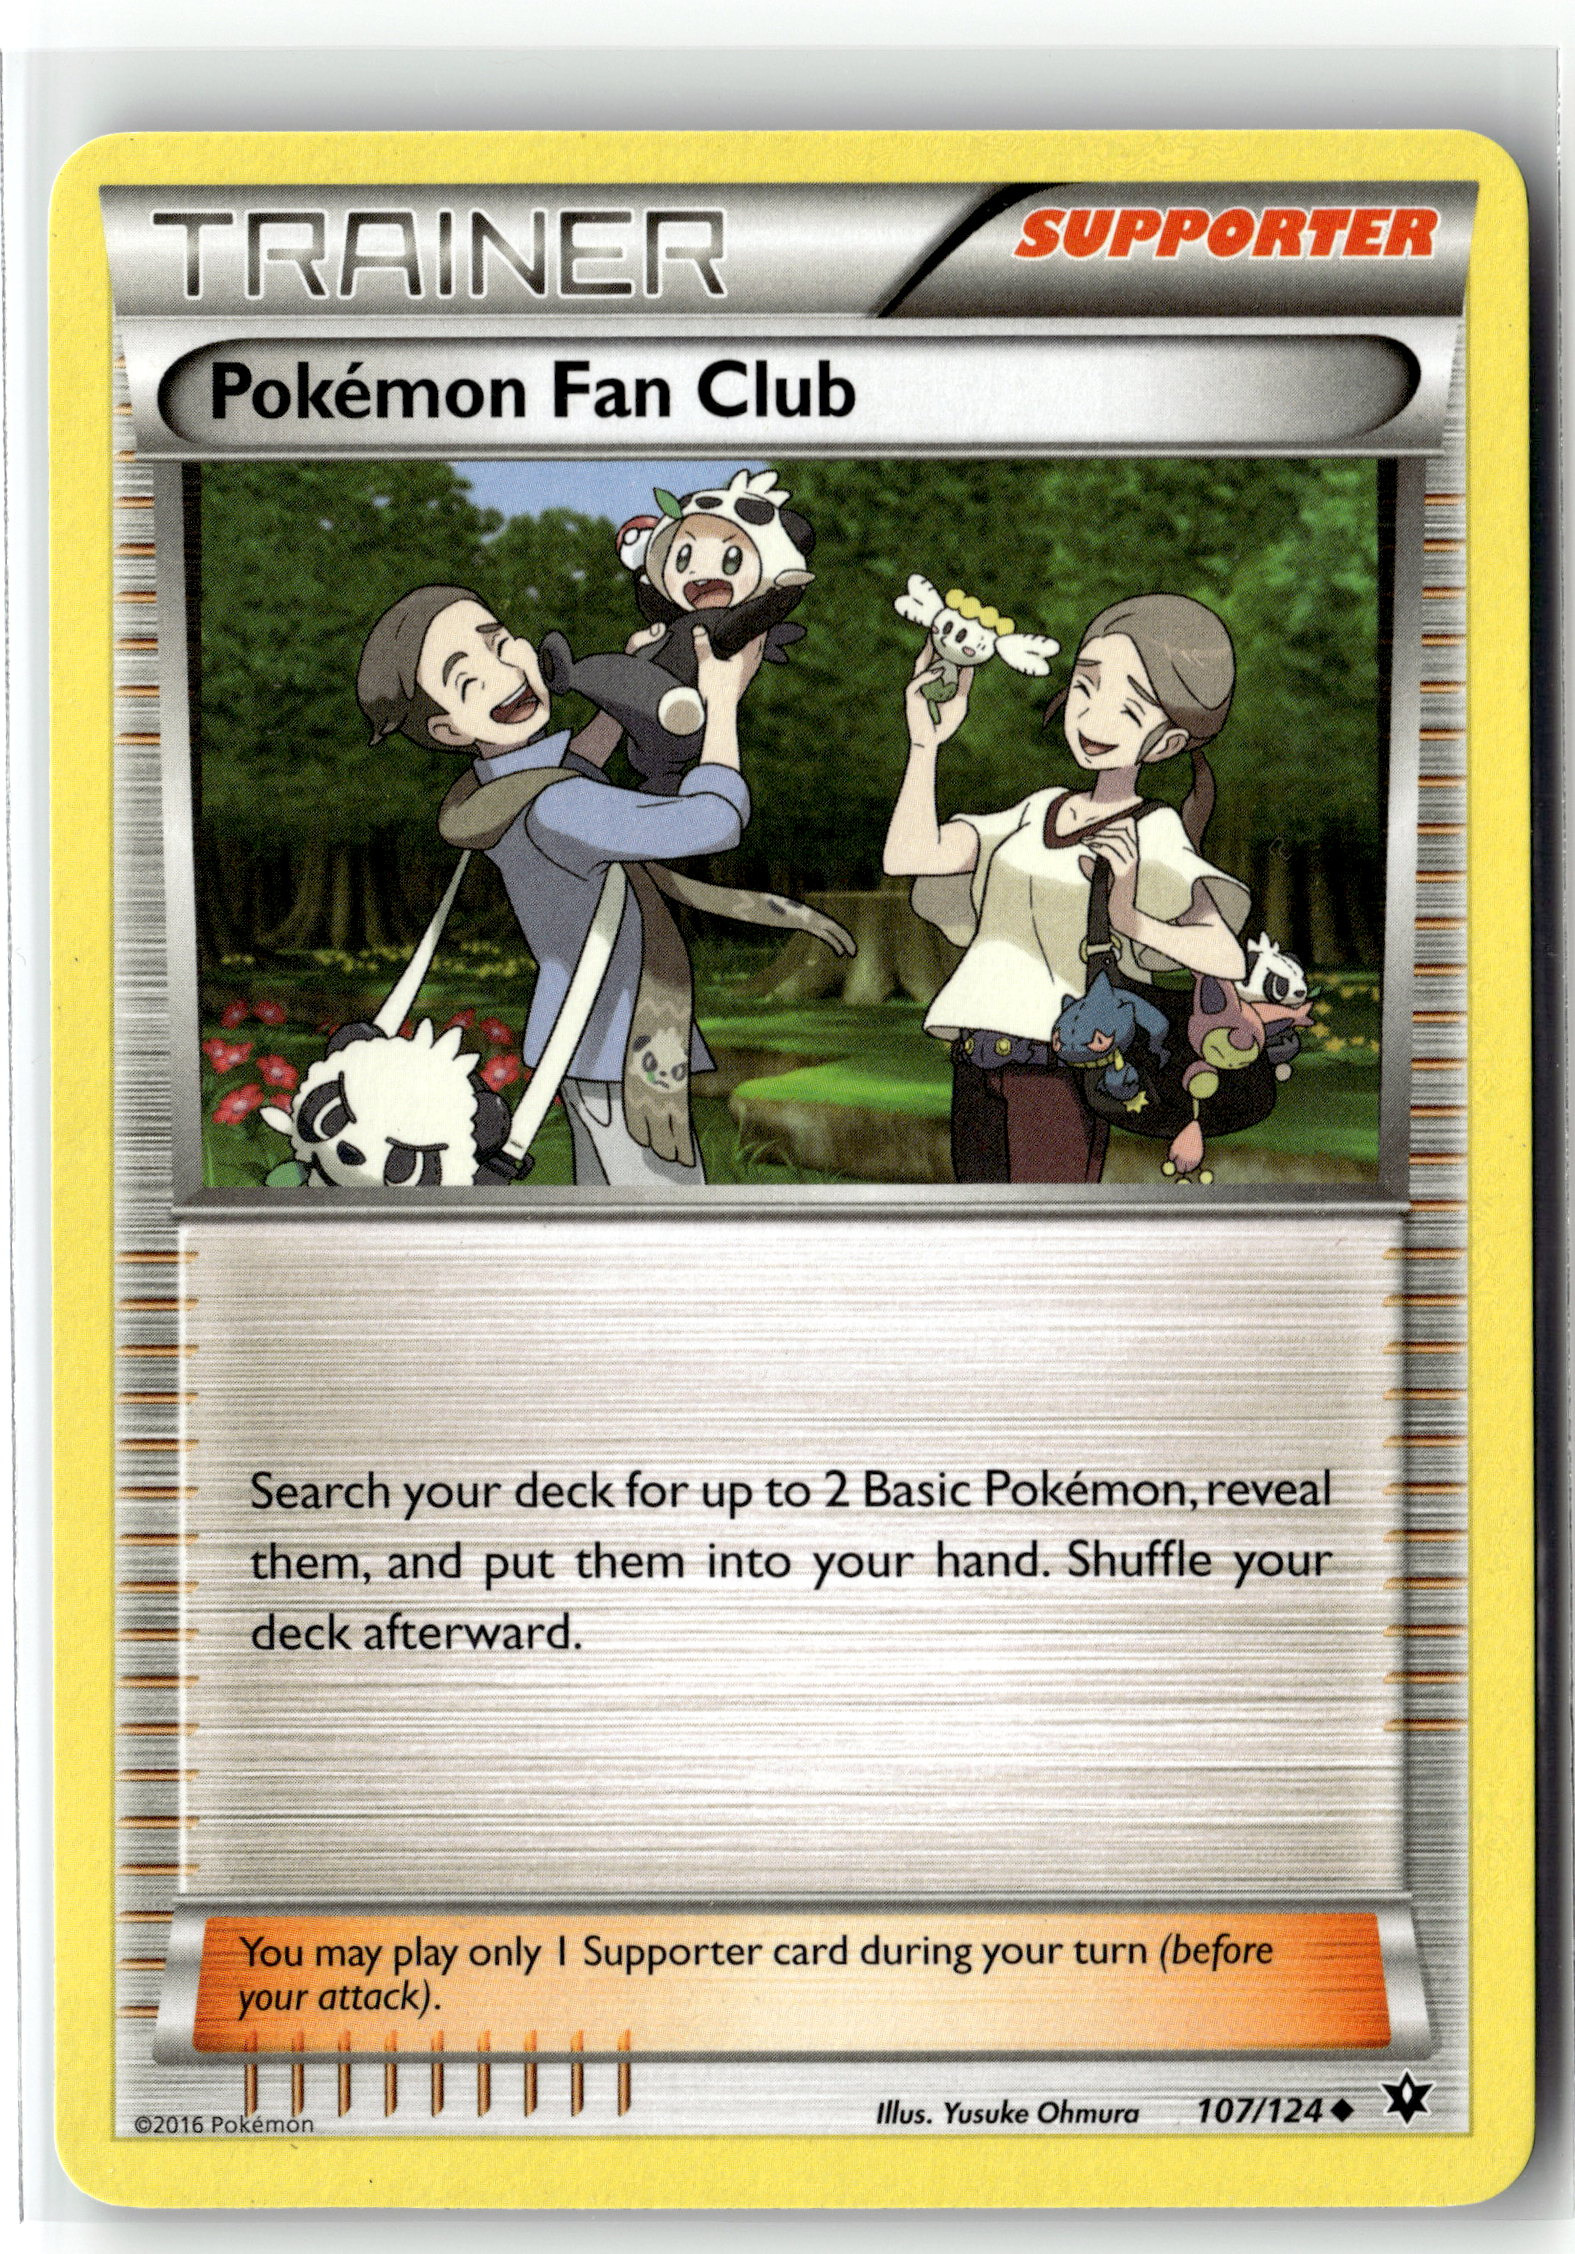 TRAINER SUPPORTER
Pokémon Fan Club
Search your deck for up to 2 Basic Pokémon, reveal
them, and put them into your hand. Shuffle your
deck afterward.
You may play only 1 Supporter card during your turn (before
your attack).
©2016 Pokémon Illus. Yusuke Ohmura 107/124